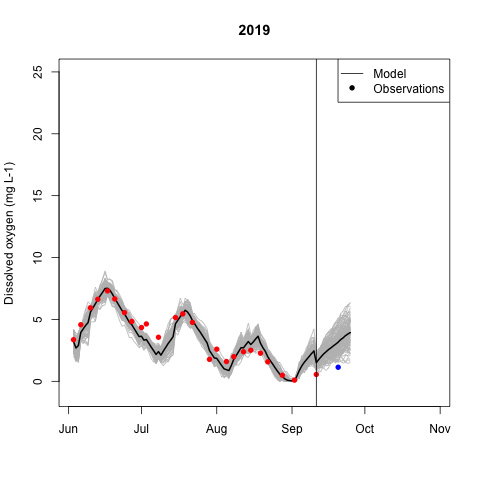 2019
Model
Observations
Dissolved oxygen (mg L-1)
25
20
15
10
5
0
Jun Jul Aug Sep Oct Nov